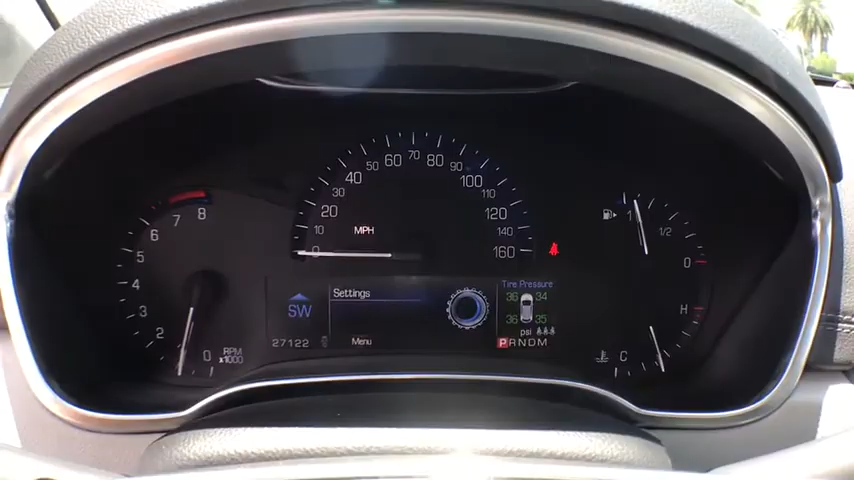 8
7
6
5
4
3
2
0
RPM
x1000
0
10
20
30
40
50
60
70
80
90
100
110
120
140
160
MPH
SW
27122
Settings
Menu
Tire Pressure
36 34
36 35
psi
PRNDM
1
1/2
0
H
C